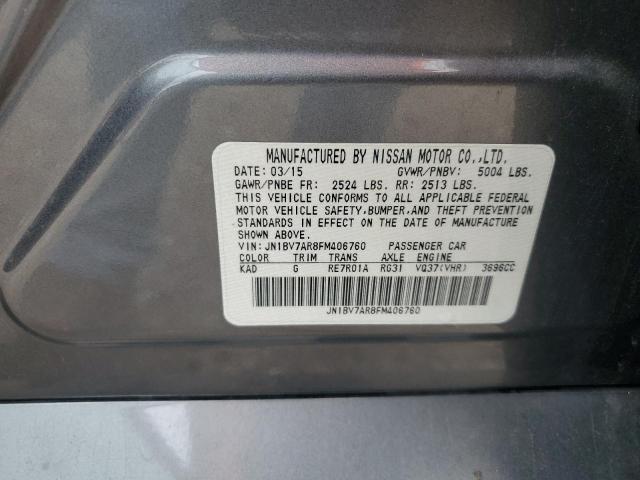 MANUFACTURED BY NISSAN MOTOR CO.,LTD.
DATE: 03/15 GVWR/PNBV: 5004 LBS.
GAWR/PNBE FR: 2524 LBS. RR: 2513 LBS.
THIS VEHICLE CONFORMS TO ALL APPLICABLE FEDERAL
MOTOR VEHICLE SAFETY, BUMPER, AND THEFT PREVENTION
STANDARDS IN EFFECT ON THE DATE OF MANUFACTURE
SHOWN ABOVE.
VIN: JN1BV7AR8FM406760 PASSENGER CAR
COLOR TRIM TRANS AXLE ENGINE
KAD G RE7R01A RG31 VQ37(VHR) 3696CC
JN1BV7AR8FM406760